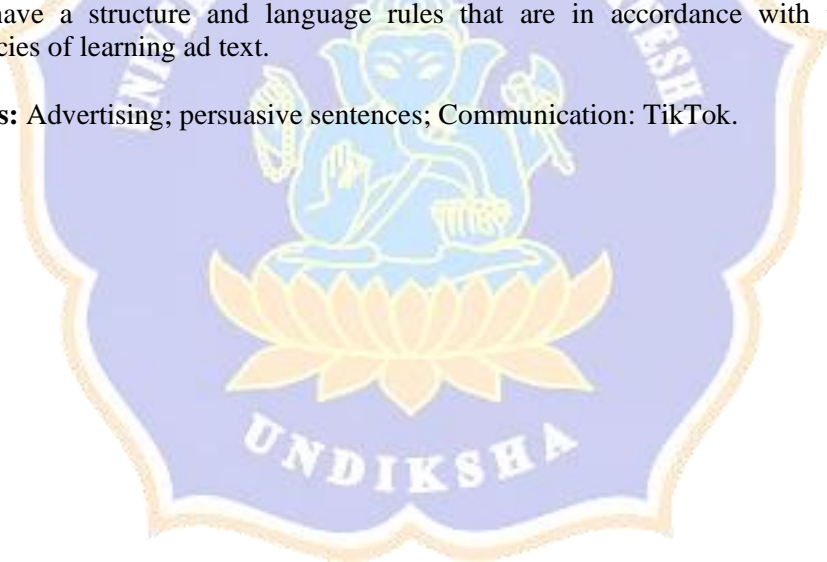 have a structure and language rules that are in accordance with
cies of learning ad text.
s: Advertising; persuasive sentences; Communication: TikTok.
UNDIKSHA